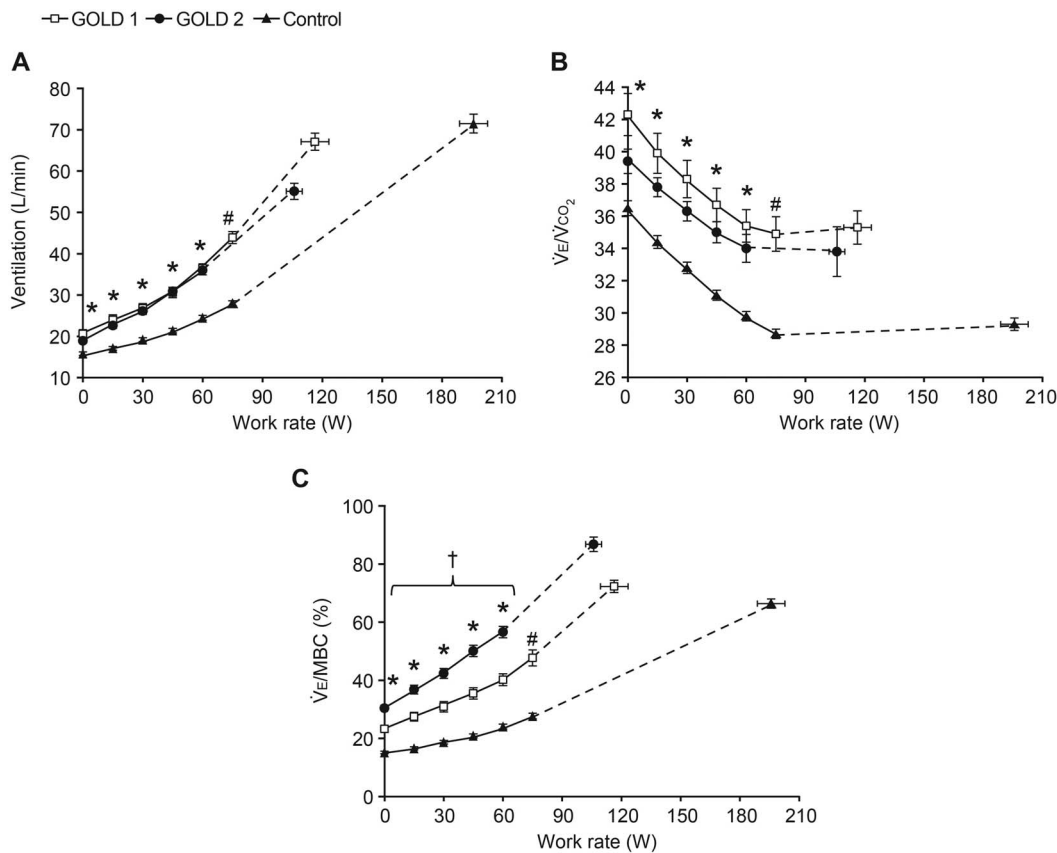 GOLD 1 GOLD 2 Control
A
80
70
60
50
40
30
20
10
0 30 60 90 120 150 180 210
Ventilation (L/min)
Work rate (W)
* * * * * #
B
44
42
40
38
36
34
32
30
28
26
0 30 60 90 120 150 180 210
V̇E/V̇CO₂
Work rate (W)
* * * * * #
C
100
80
60
40
20
0
0 30 60 90 120 150 180 210
V̇E/MBC (%)
Work rate (W)
†
* * * * * #